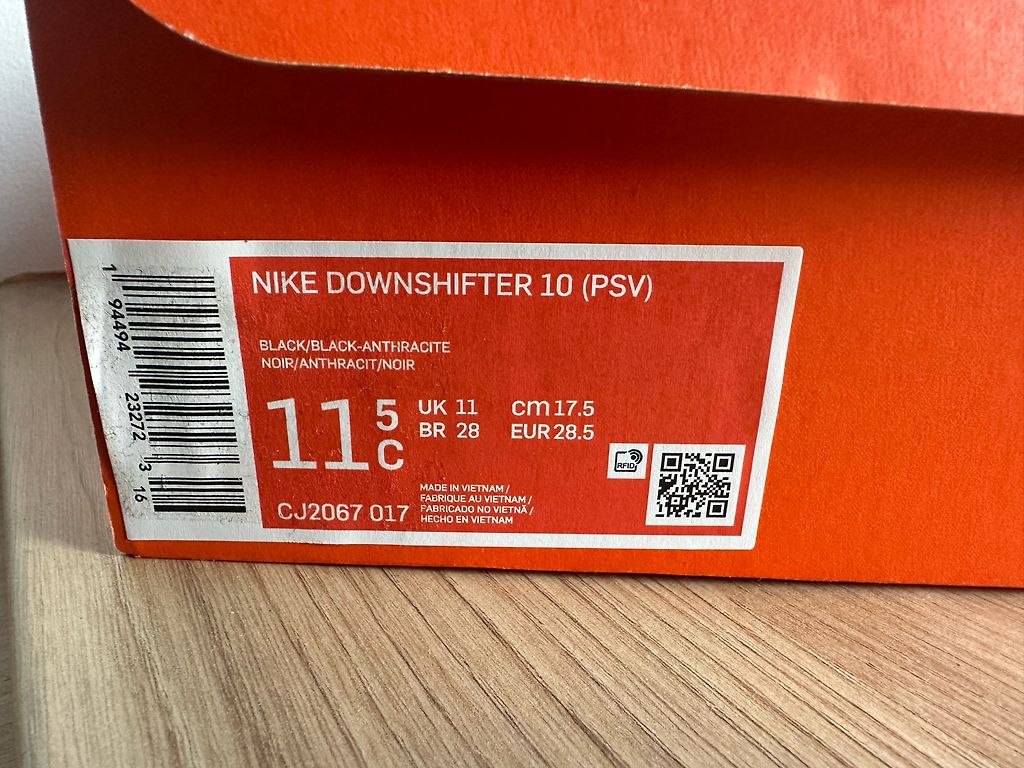 NIKE DOWNSHIFTER 10 (PSV)
BLACK/BLACK-ANTHRACITE
NOIR/ANTHRACIT/NOIR
11 5 C
UK 11 cm 17.5
BR 28 EUR 28.5
RFID
CJ2067 017
MADE IN VIETNAM /
FABRIQUE AU VIETNAM /
FABRICADO NO VIETNÃ /
HECHO EN VIETNAM
1 94494 23272 3 16